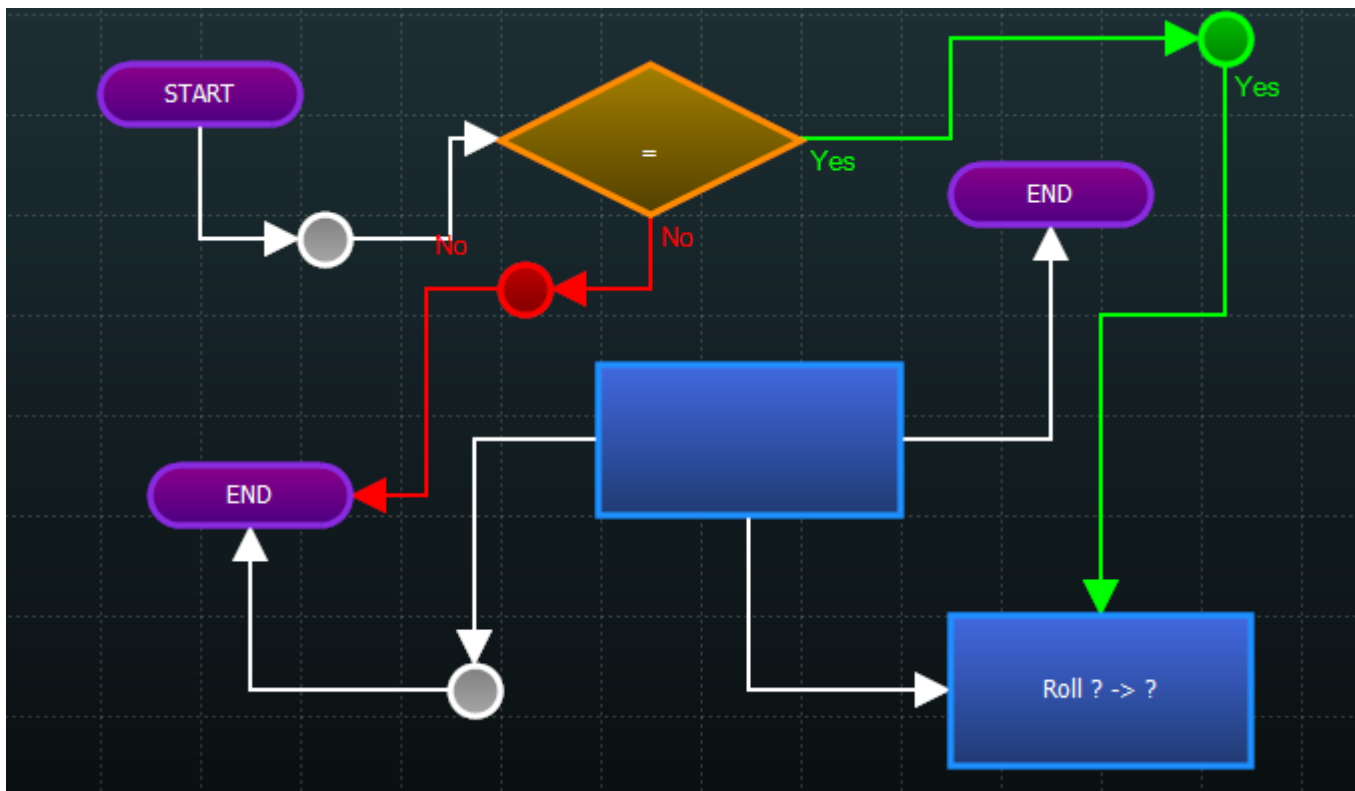 START
=
Yes
Yes
END
No
No
END
Roll ? -> ?